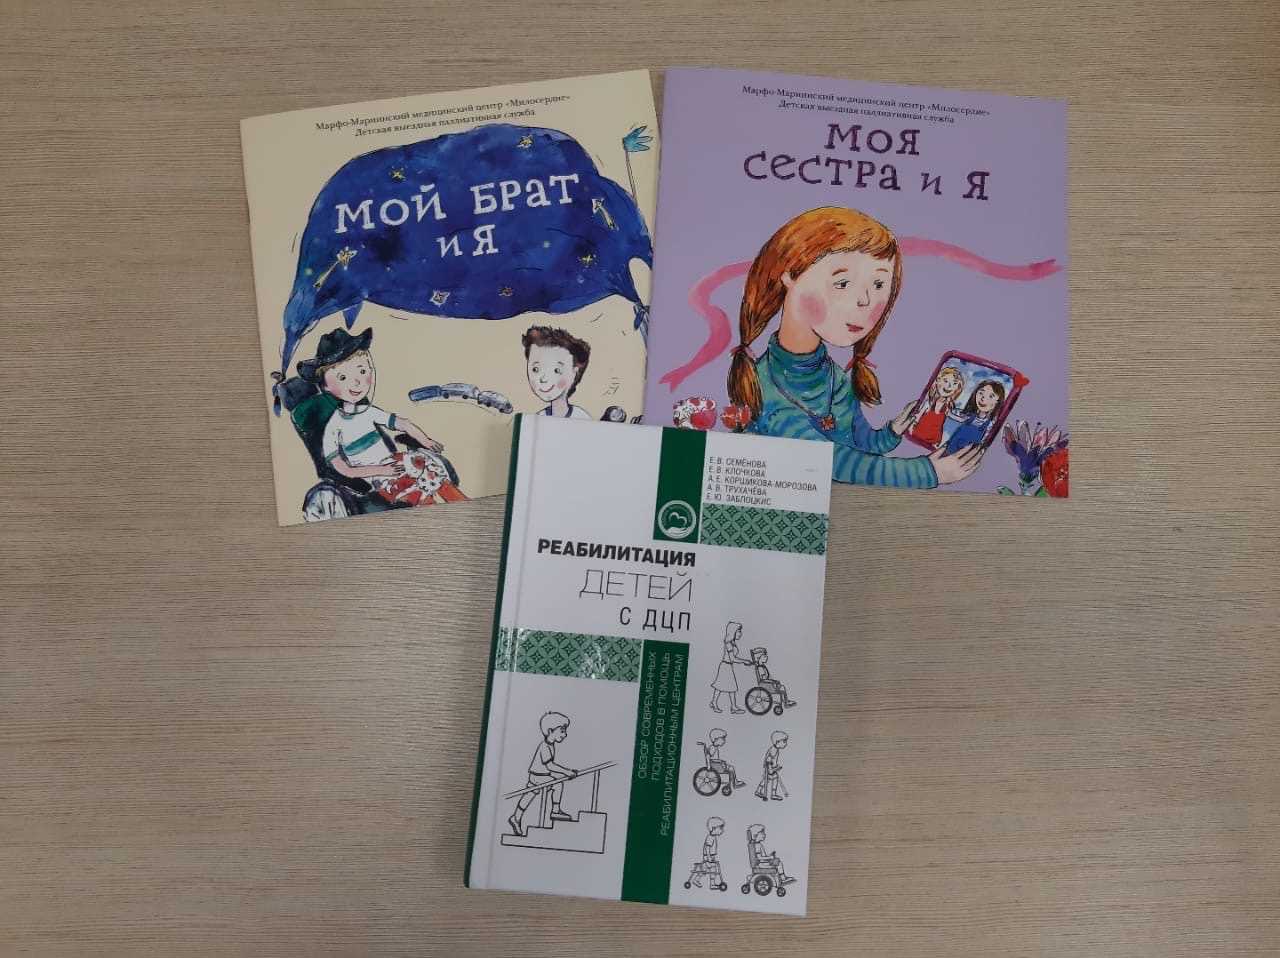 Марфо-Мариинский медицинский центр «Милосердие»
Детская выездная паллиативная служба
МОЙ БРАТ
и Я
Марфо-Мариинский медицинский центр «Милосердие»
Детская выездная паллиативная служба
МОЯ
СЕСТРА и Я
Е. В. СЕМЁНОВА
Е. В. КЛОЧКОВА
А. Е. КОРШИКОВА-МОРОЗОВА
А. В. ТРУХАЧЁВА
Е. Ю. ЗАБЛОЦКИС
РЕАБИЛИТАЦИЯ
ДЕТЕЙ
С ДЦП
ОБЗОР СОВРЕМЕННЫХ
ПОДХОДОВ В ПОМОЩЬ
РЕАБИЛИТАЦИОННЫМ ЦЕНТРАМ